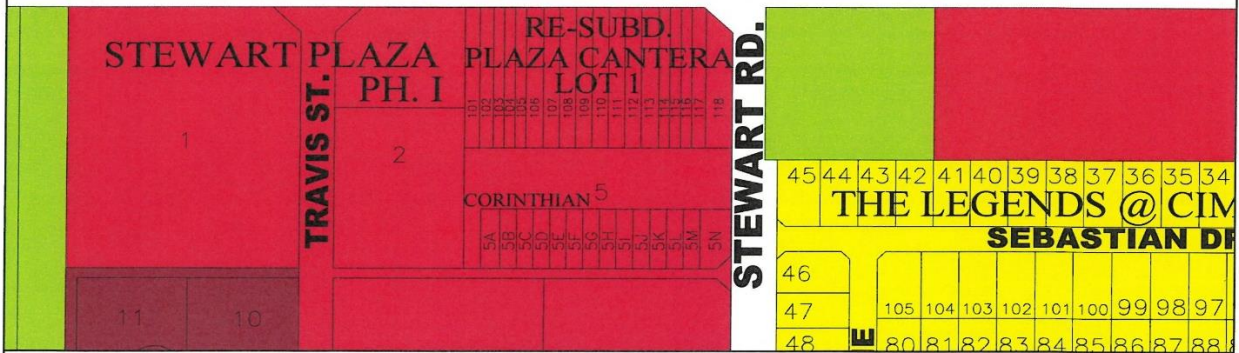 STEWART PLAZA
PH. I
RE-SUBD.
PLAZA CANTERA
LOT 1
101 102 103 104 105 106 107 108 109 110 111 112 113 114 115 116 117 118
1
TRAVIS ST.
2
CORINTHIAN 5
5A 5B 5C 5D 5E 5F 5G 5H 5I 5J 5K 5L 5M 5N
11 10
STEWART RD.
45 44 43 42 41 40 39 38 37 36 35 34
THE LEGENDS @ CIM
SEBASTIAN
46
47
48
105 104 103 102 101 100 99 98 97
E
80 81 82 83 84 85 86 87 88